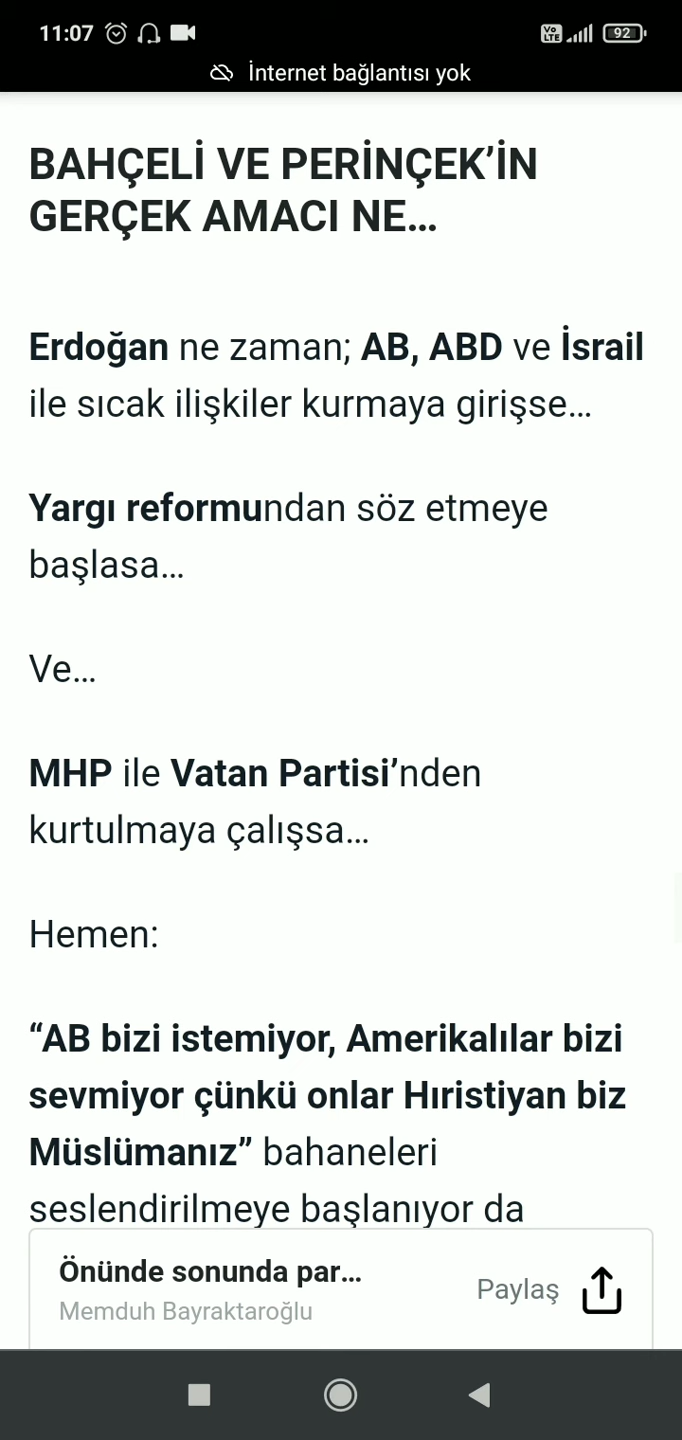 11:07
Vo LTE
92
İnternet bağlantısı yok
BAHÇELİ VE PERİNÇEK’İN
GERÇEK AMACI NE…
Erdoğan ne zaman; AB, ABD ve İsrail
ile sıcak ilişkiler kurmaya girişse…
Yargı reformundan söz etmeye
başlasa…
Ve…
MHP ile Vatan Partisi’nden
kurtulmaya çalışsa…
Hemen:
“AB bizi istemiyor, Amerikalılar bizi
sevmiyor çünkü onlar Hıristiyan biz
Müslümanız” bahaneleri
seslendirilmeye başlanıyor da
Önünde sonunda par…
Memduh Bayraktaroğlu
Paylaş